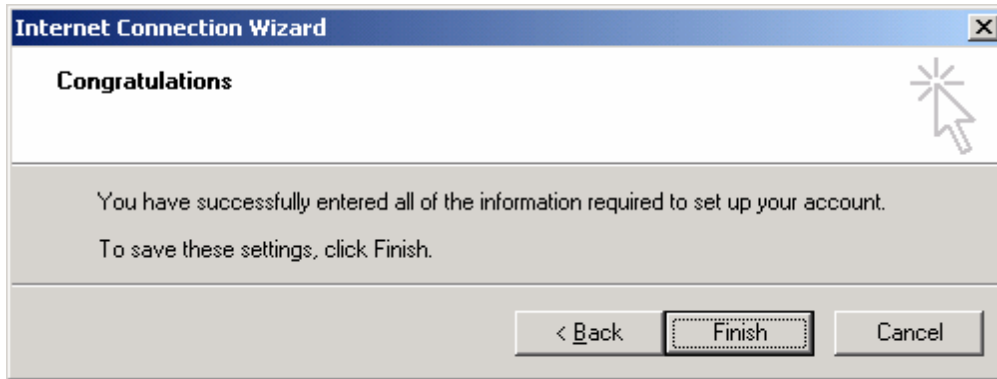 Internet Connection Wizard
Congratulations
You have successfully entered all of the information required to set up your account.
To save these settings, click Finish.
< Back Finish Cancel